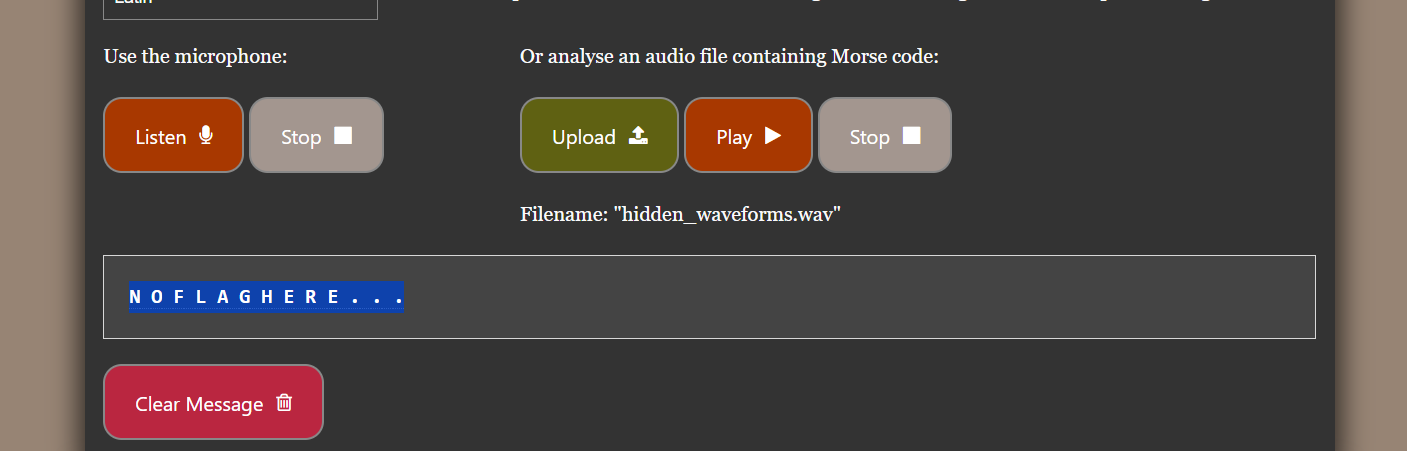 Latin
Use the microphone:
Or analyse an audio file containing Morse code:
Listen
Stop
Upload
Play
Stop
Filename: "hidden_waveforms.wav"
N O F L A G H E R E . . .
Clear Message